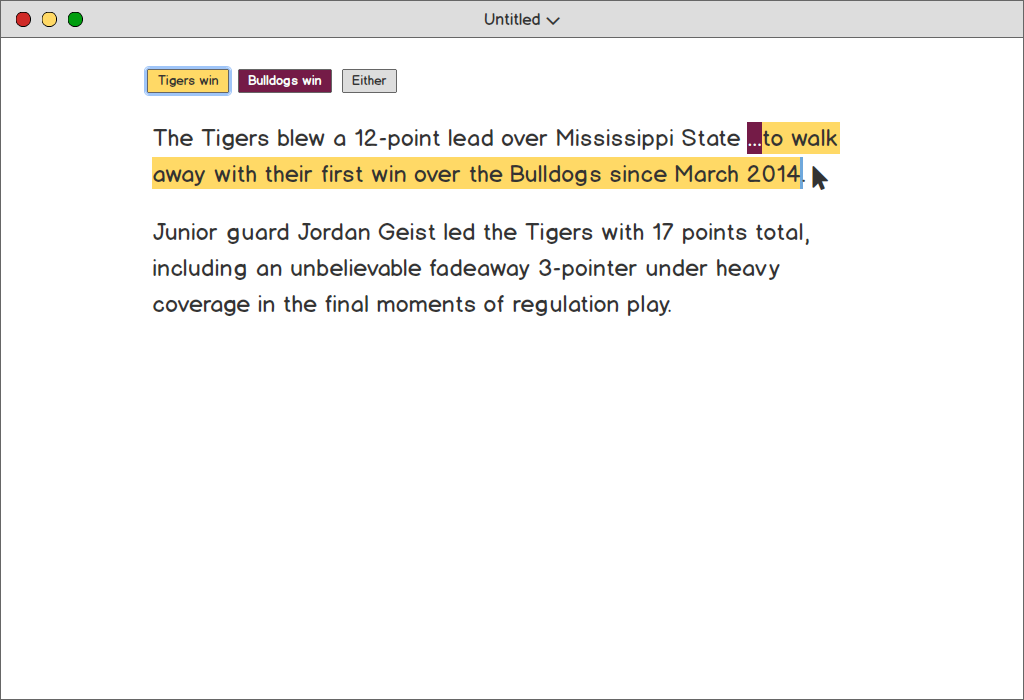 Untitled
Tigers win Bulldogs win Either
The Tigers blew a 12-point lead over Mississippi State ...to walk
away with their first win over the Bulldogs since March 2014.
Junior guard Jordan Geist led the Tigers with 17 points total,
including an unbelievable fadeaway 3-pointer under heavy
coverage in the final moments of regulation play.